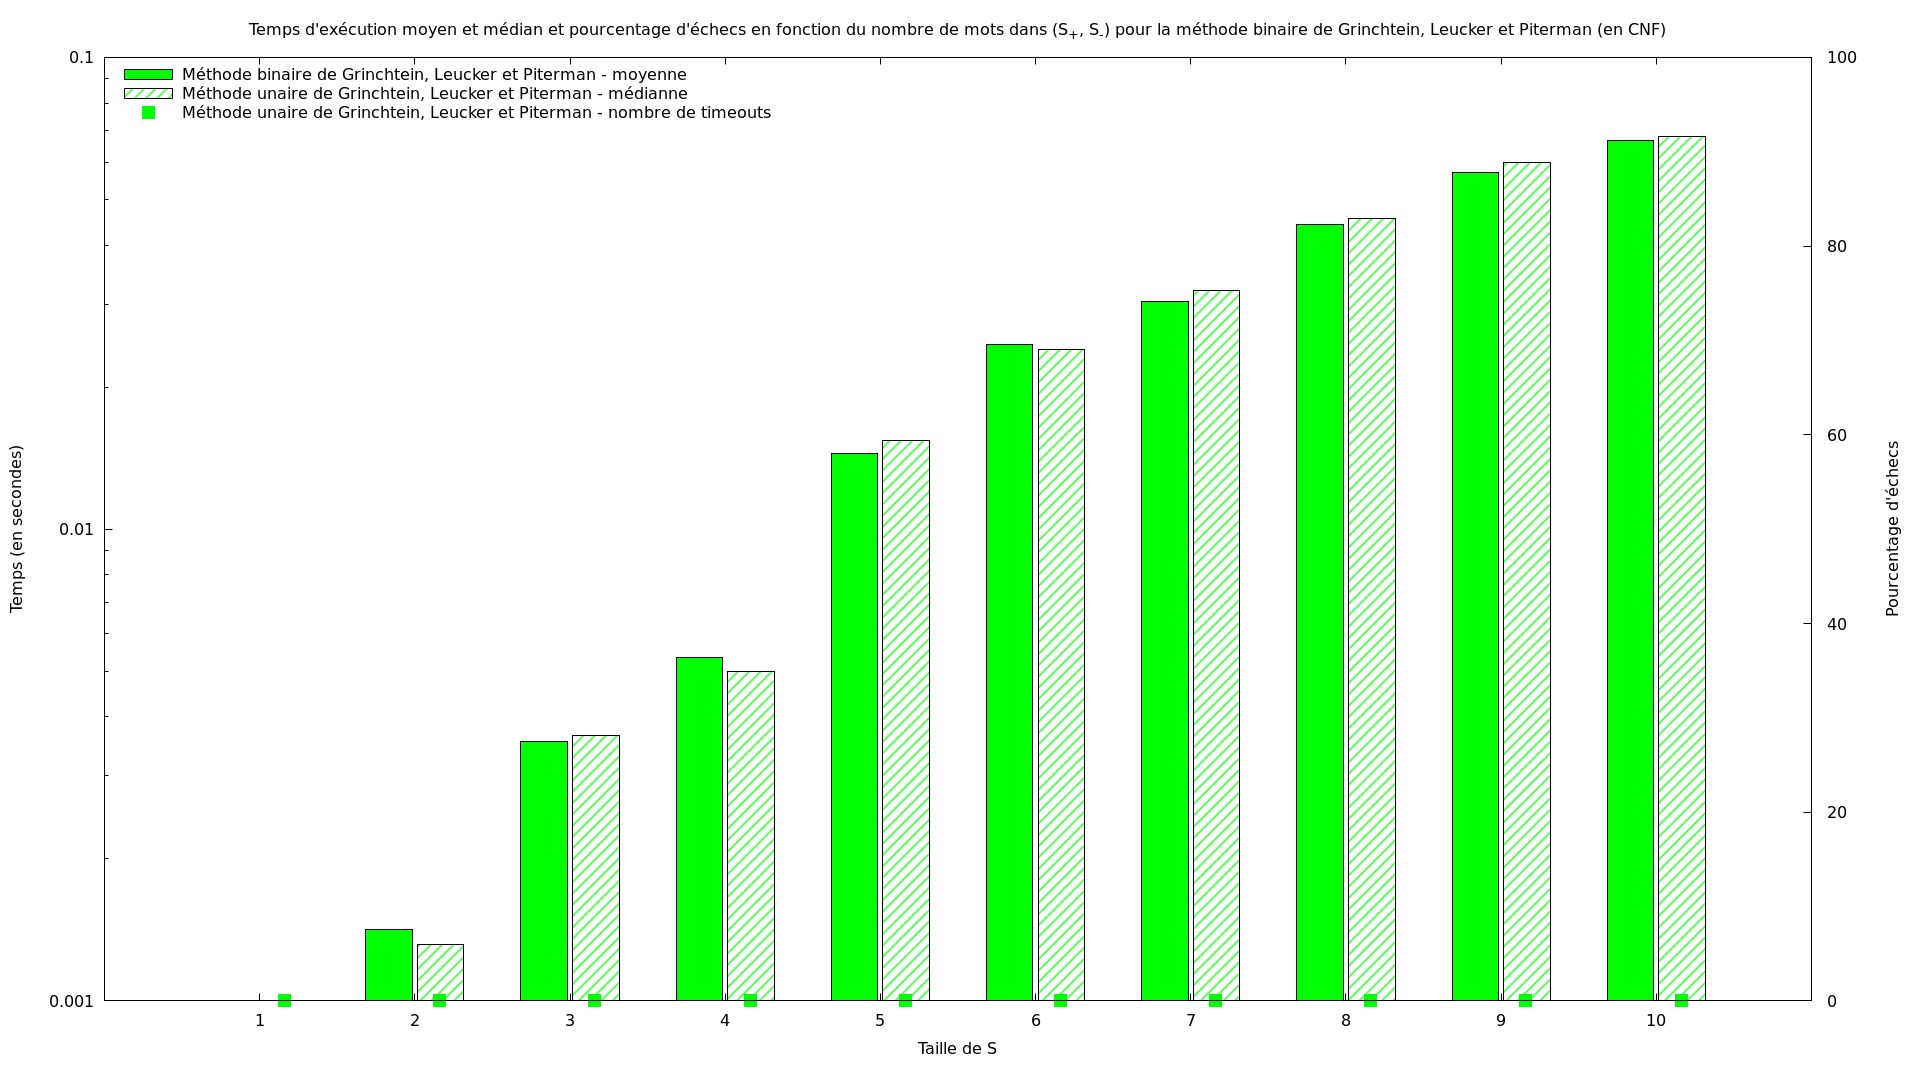 Temps d'exécution moyen et médian et pourcentage d'échecs en fonction du nombre de mots dans (S+, S-) pour la méthode binaire de Grinchtein, Leucker et Piterman (en CNF)
Méthode binaire de Grinchtein, Leucker et Piterman - moyenne
Méthode unaire de Grinchtein, Leucker et Piterman - médianne
Méthode unaire de Grinchtein, Leucker et Piterman - nombre de timeouts
Temps (en secondes)
0.1
0.01
0.001
100
80
60
40
20
0
Pourcentage d'échecs
1 2 3 4 5 6 7 8 9 10
Taille de S